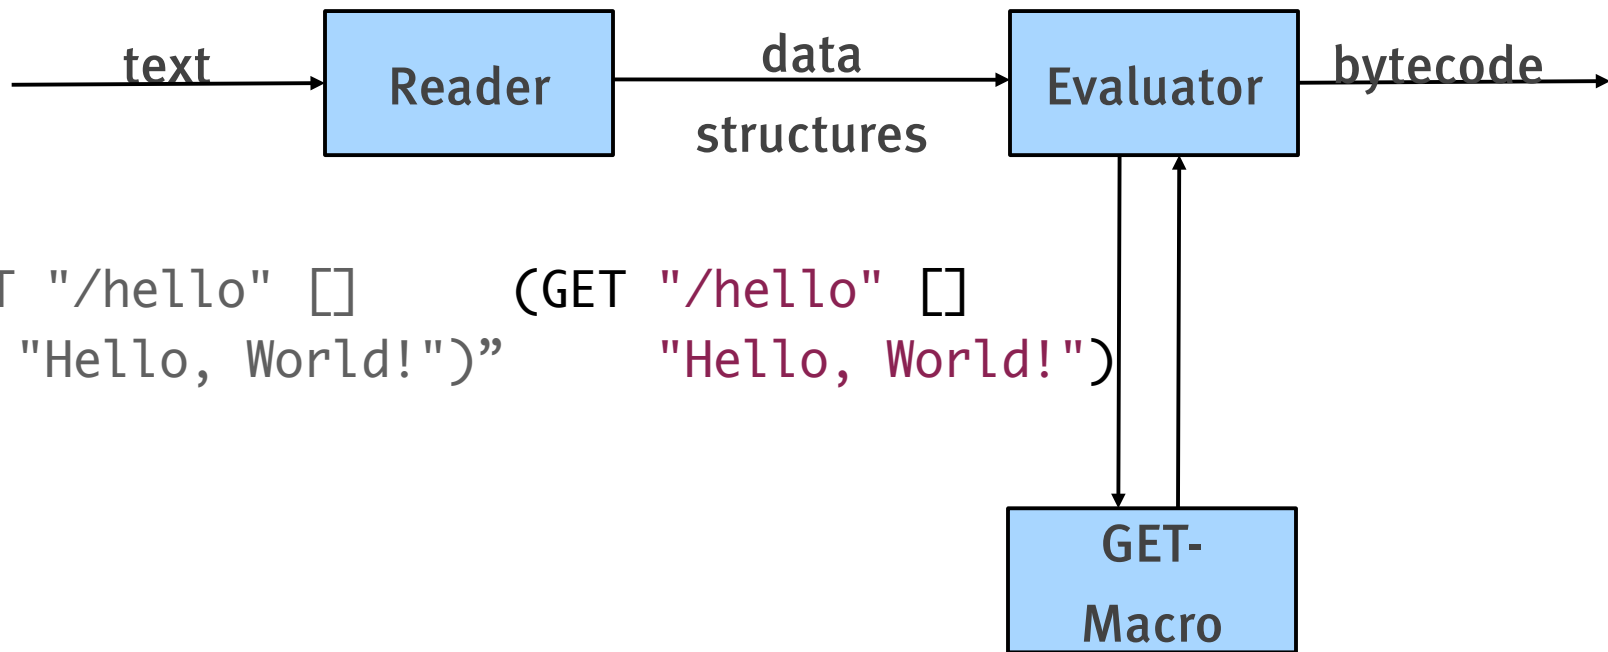 text
Reader
data
structures
Evaluator
bytecode
T "/hello" []
"Hello, World!")”
(GET "/hello" []
"Hello, World!")
GET-
Macro